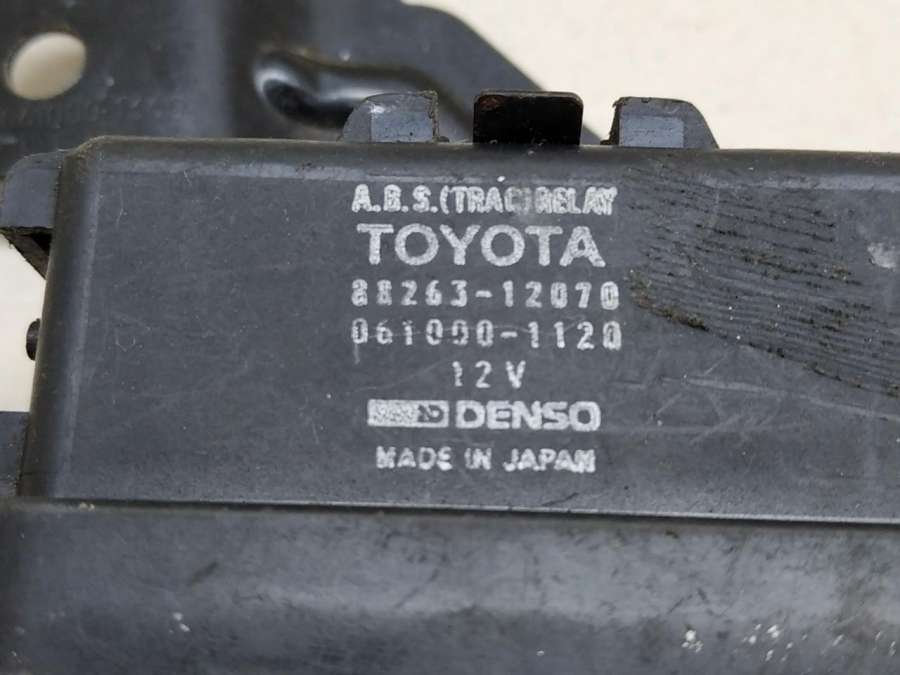 A.B.S.(TRAC)RELAY
TOYOTA
88263-12070
061000-1120
12V
DENSO
MADE IN JAPAN